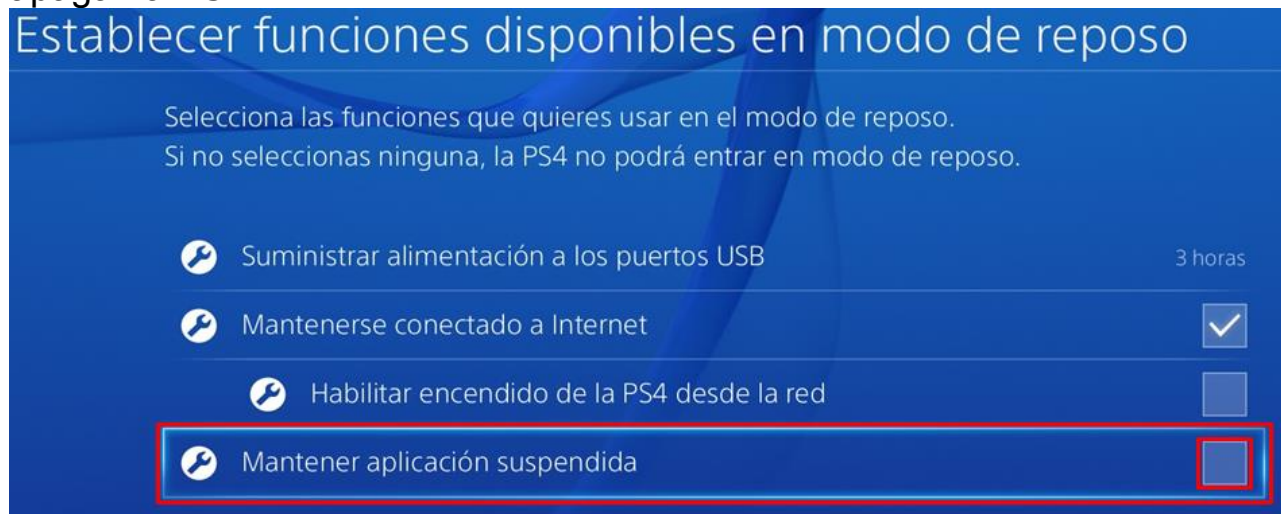 Establecer funciones disponibles en modo de reposo
Selecciona las funciones que quieres usar en el modo de reposo.
Si no seleccionas ninguna, la PS4 no podrá entrar en modo de reposo.
Suministrar alimentación a los puertos USB 3 horas
Mantenerse conectado a Internet
Habilitar encendido de la PS4 desde la red
Mantener aplicación suspendida